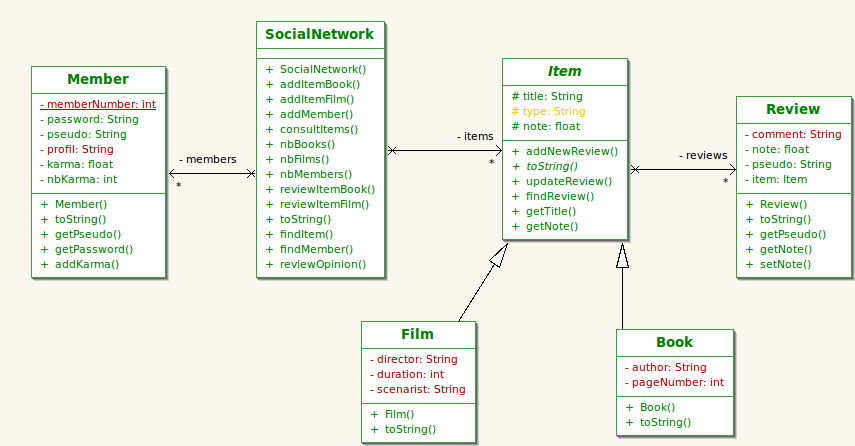 Member
- memberNumber: int
- password: String
- pseudo: String
- profil: String
- karma: float
- nbKarma: int
+ Member()
+ toString()
+ getPseudo()
+ getPassword()
+ addKarma()
- members
*
SocialNetwork
+ SocialNetwork()
+ addItemBook()
+ addItemFilm()
+ addMember()
+ consultItems()
+ nbBooks()
+ nbFilms()
+ nbMembers()
+ reviewItemBook()
+ reviewItemFilm()
+ toString()
+ findItem()
+ findMember()
+ reviewOpinion()
- items
*
Item
# title: String
# type: String
# note: float
+ addNewReview()
+ toString()
+ updateReview()
+ findReview()
+ getTitle()
+ getNote()
- reviews
*
Review
- comment: String
- note: float
- pseudo: String
- item: Item
+ Review()
+ toString()
+ getPseudo()
+ getNote()
+ setNote()
Film
- director: String
- duration: int
- scenarist: String
+ Film()
+ toString()
Book
- author: String
- pageNumber: int
+ Book()
+ toString()